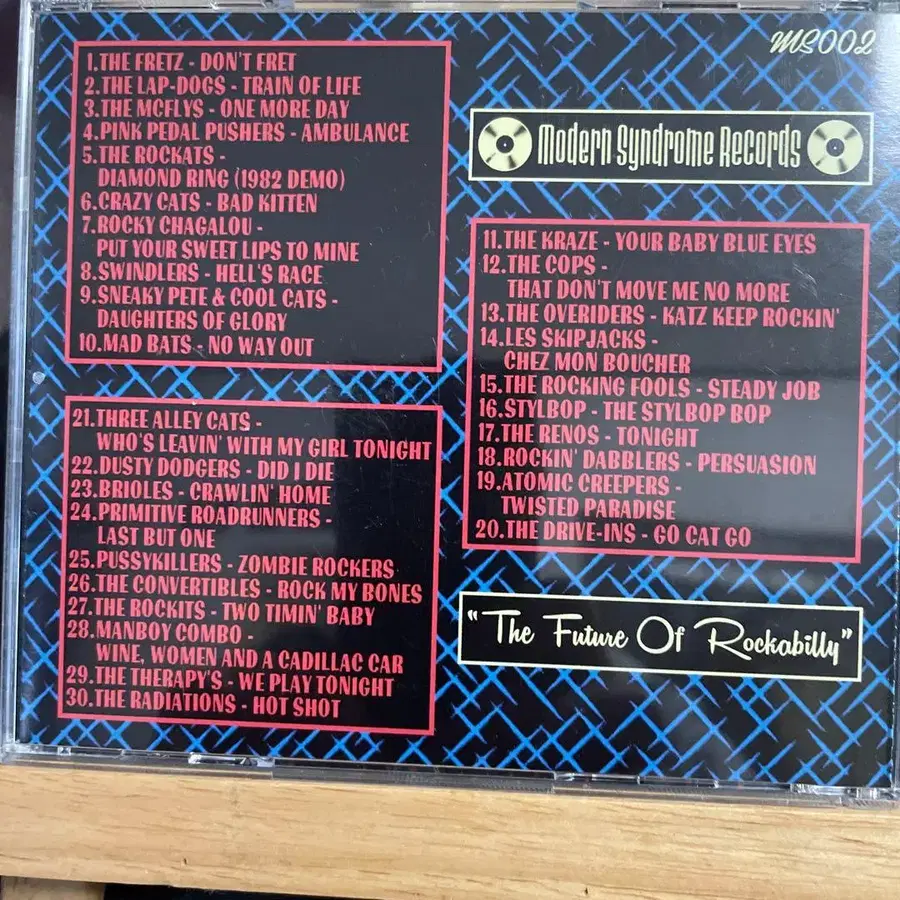 MS002
1.THE FRETZ - DON'T FRET
2.THE LAP-DOGS - TRAIN OF LIFE
3.THE MCFLYS - ONE MORE DAY
4.PINK PEDAL PUSHERS - AMBULANCE
5.THE ROCKATS -
DIAMOND RING (1982 DEMO)
6.CRAZY CATS - BAD KITTEN
7.ROCKY CHAGALOU -
PUT YOUR SWEET LIPS TO MINE
8.SWINDLERS - HELL'S RACE
9.SNEAKY PETE & COOL CATS -
DAUGHTERS OF GLORY
10.MAD BATS - NO WAY OUT
Modern Syndrome Records
11.THE KRAZE - YOUR BABY BLUE EYES
12.THE COPS -
THAT DON'T MOVE ME NO MORE
13.THE OVERIDERS - KATZ KEEP ROCKIN'
14.LES SKIPJACKS -
CHEZ MON BOUCHER
15.THE ROCKING FOOLS - STEADY JOB
16.STYLBOP - THE STYLBOP BOP
17.THE RENOS - TONIGHT
18.ROCKIN' DABBLERS - PERSUASION
19.ATOMIC CREEPERS -
TWISTED PARADISE
20.THE DRIVE-INS - GO CAT GO
21.THREE ALLEY CATS -
WHO'S LEAVIN' WITH MY GIRL TONIGHT
22.DUSTY DODGERS - DID I DIE
23.BRIOLES - CRAWLIN' HOME
24.PRIMITIVE ROADRUNNERS -
LAST BUT ONE
25.PUSSYKILLERS - ZOMBIE ROCKERS
26.THE CONVERTIBLES - ROCK MY BONES
27.THE ROCKITS - TWO TIMIN' BABY
28.MANBOY COMBO -
WINE, WOMEN AND A CADILLAC CAR
29.THE THERAPY'S - WE PLAY TONIGHT
30.THE RADIATIONS - HOT SHOT
"The Future Of Rockabilly"